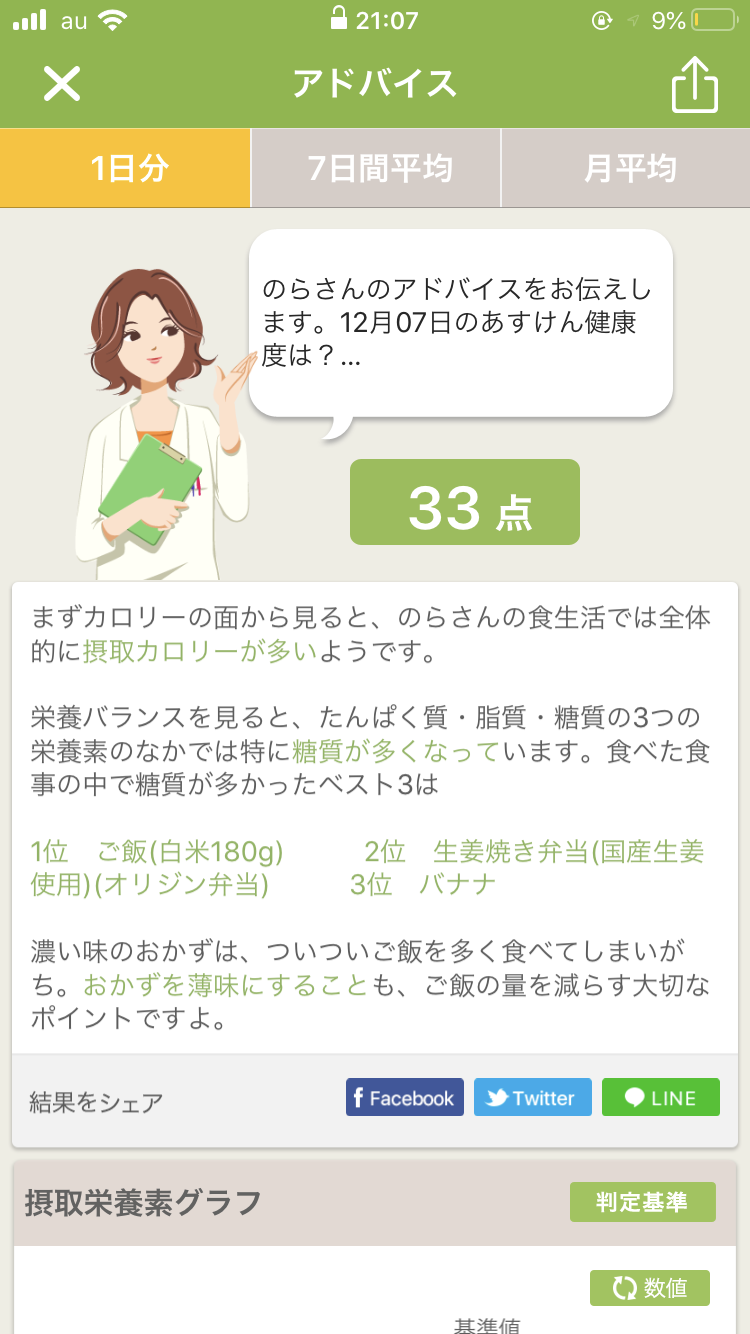 au 21:07 9%
アドバイス
1日分 7日間平均 月平均
のらさんのアドバイスをお伝えし
ます。12月07日のあすけん健康
度は？...
33 点
まずカロリーの面から見ると、のらさんの食生活では全体
的に摂取カロリーが多いようです。
栄養バランスを見ると、たんぱく質・脂質・糖質の3つの
栄養素のなかでは特に糖質が多くなっています。食べた食
事の中で糖質が多かったベスト3は
1位　ご飯(白米180g)　　　2位　生姜焼き弁当(国産生姜
使用)(オリジン弁当)　　　3位　バナナ
濃い味のおかずは、ついついご飯を多く食べてしまいが
ち。おかずを薄味にすることも、ご飯の量を減らす大切な
ポイントですよ。
結果をシェア Facebook Twitter LINE
摂取栄養素グラフ 判定基準
数値
基準値